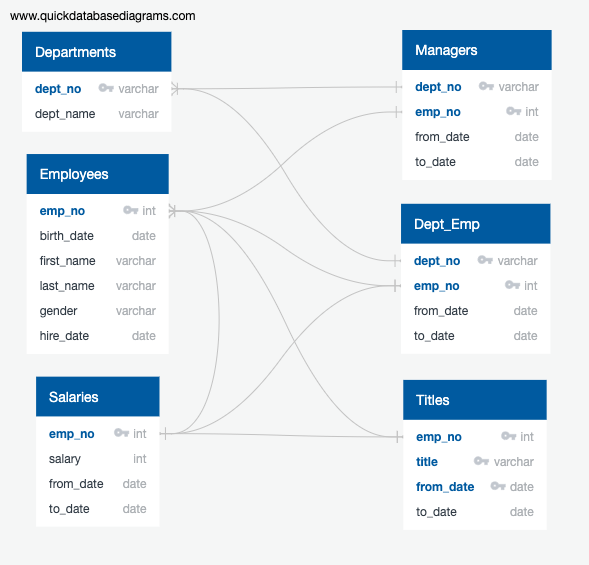 www.quickdatabasediagrams.com
Departments
dept_no varchar
dept_name varchar
Employees
emp_no int
birth_date date
first_name varchar
last_name varchar
gender varchar
hire_date date
Salaries
emp_no int
salary int
from_date date
to_date date
Managers
dept_no varchar
emp_no int
from_date date
to_date date
Dept_Emp
dept_no varchar
emp_no int
from_date date
to_date date
Titles
emp_no int
title varchar
from_date date
to_date date